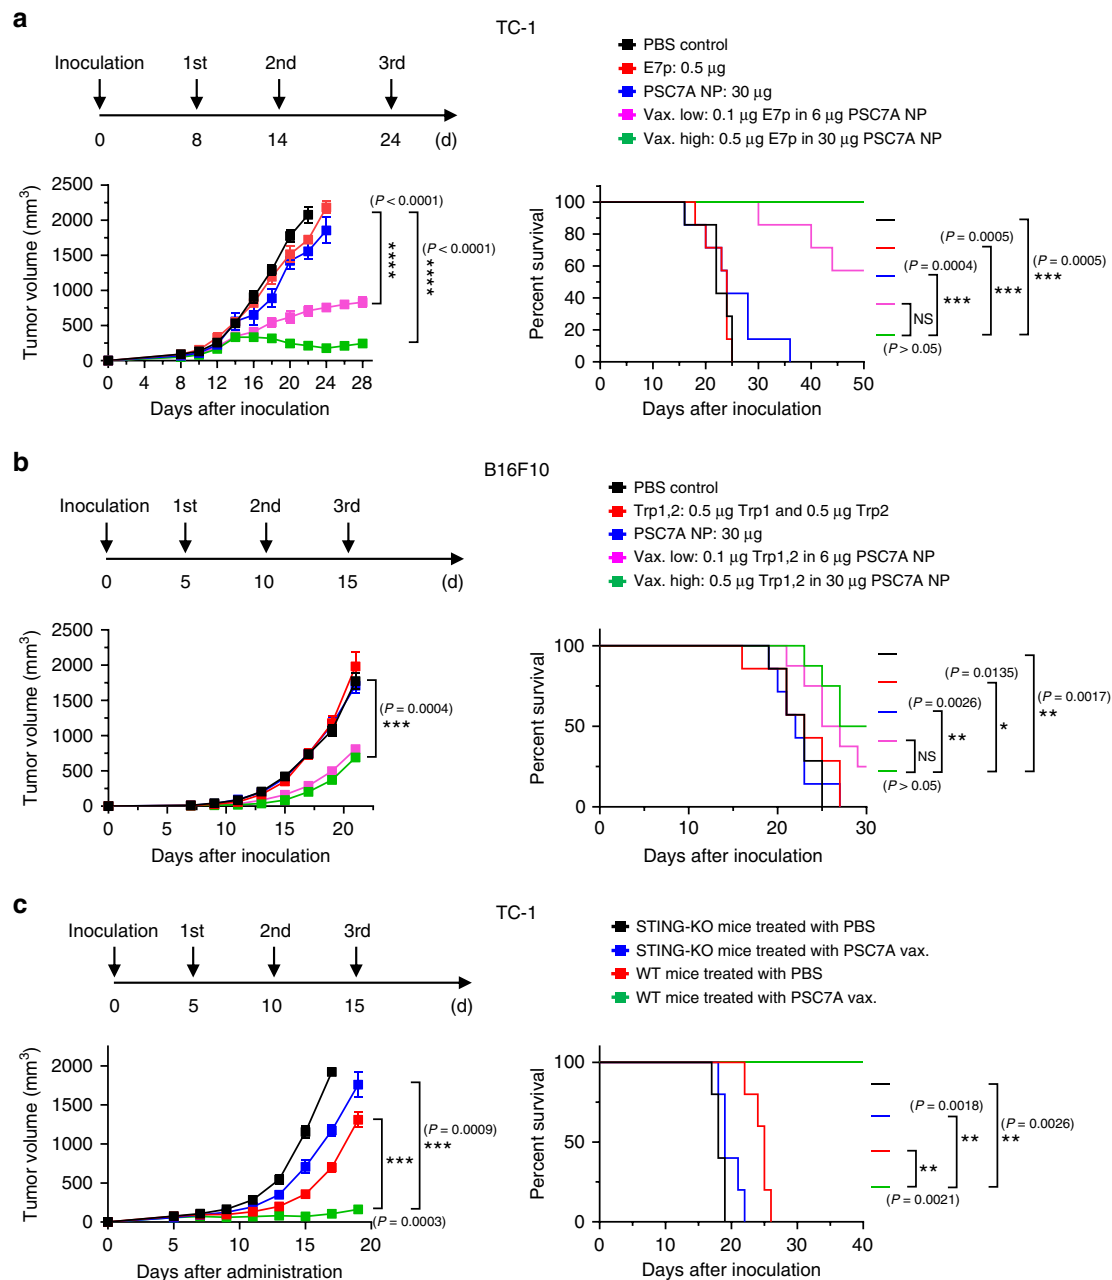 a
TC-1
Inoculation 1st 2nd 3rd
0 8 14 24 (d)
PBS control
E7p: 0.5 μg
PSC7A NP: 30 μg
Vax. low: 0.1 μg E7p in 6 μg PSC7A NP
Vax. high: 0.5 μg E7p in 30 μg PSC7A NP
Tumor volume (mm³)
2500
2000
1500
1000
500
0
0 4 8 12 16 20 24 28
Days after inoculation
(P < 0.0001)
****
(P < 0.0001)
****
Percent survival
100
80
60
40
20
0
0 10 20 30 40 50
Days after inoculation
NS
(P > 0.05)
(P = 0.0004)
***
(P = 0.0005)
***
(P = 0.0005)
***
b
B16F10
Inoculation 1st 2nd 3rd
0 5 10 15 (d)
PBS control
Trp1,2: 0.5 μg Trp1 and 0.5 μg Trp2
PSC7A NP: 30 μg
Vax. low: 0.1 μg Trp1,2 in 6 μg PSC7A NP
Vax. high: 0.5 μg Trp1,2 in 30 μg PSC7A NP
Tumor volume (mm³)
2500
2000
1500
1000
500
0
0 5 10 15 20
Days after inoculation
(P = 0.0004)
***
Percent survival
100
50
0
0 10 20 30
Days after inoculation
NS
(P > 0.05)
(P = 0.0026)
**
(P = 0.0135)
*
(P = 0.0017)
**
c
TC-1
Inoculation 1st 2nd 3rd
0 5 10 15 (d)
STING-KO mice treated with PBS
STING-KO mice treated with PSC7A vax.
WT mice treated with PBS
WT mice treated with PSC7A vax.
Tumor volume (mm³)
2000
1500
1000
500
0
0 5 10 15 20
Days after administration
***
(P = 0.0003)
(P = 0.0009)
***
Percent survival
100
50
0
0 10 20 30 40
Days after inoculation
**
(P = 0.0021)
(P = 0.0018)
**
(P = 0.0026)
**